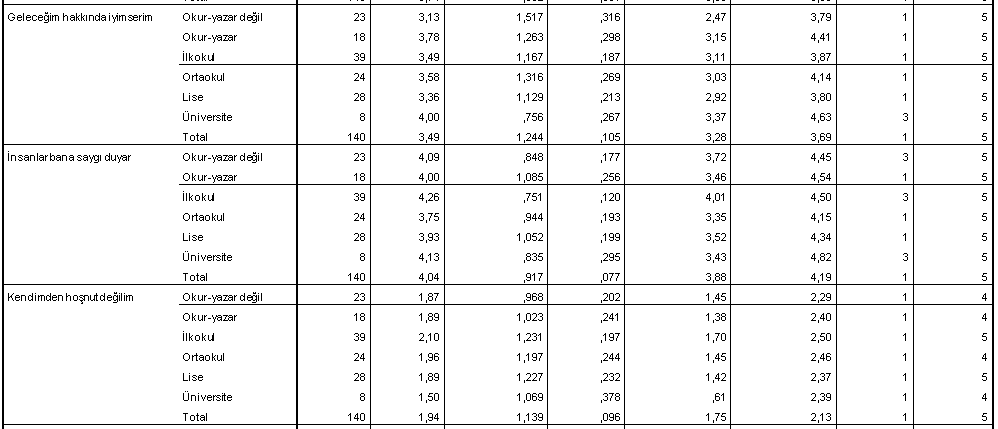 Geleceğim hakkında iyimserim Okur-yazar değil 23 3,13 1,517 ,316 2,47 3,79 1 5
Okur-yazar 18 3,78 1,263 ,298 3,15 4,41 1 5
İlkokul 39 3,49 1,167 ,187 3,11 3,87 1 5
Ortaokul 24 3,58 1,316 ,269 3,03 4,14 1 5
Lise 28 3,36 1,129 ,213 2,92 3,80 1 5
Üniversite 8 4,00 ,756 ,267 3,37 4,63 3 5
Total 140 3,49 1,244 ,105 3,28 3,69 1 5
İnsanlar bana saygı duyar Okur-yazar değil 23 4,09 ,848 ,177 3,72 4,45 3 5
Okur-yazar 18 4,00 1,085 ,256 3,46 4,54 1 5
İlkokul 39 4,26 ,751 ,120 4,01 4,50 3 5
Ortaokul 24 3,75 ,944 ,193 3,35 4,15 1 5
Lise 28 3,93 1,052 ,199 3,52 4,34 1 5
Üniversite 8 4,13 ,835 ,295 3,43 4,82 3 5
Total 140 4,04 ,917 ,077 3,88 4,19 1 5
Kendimden hoşnut değilim Okur-yazar değil 23 1,87 ,968 ,202 1,45 2,29 1 4
Okur-yazar 18 1,89 1,023 ,241 1,38 2,40 1 4
İlkokul 39 2,10 1,231 ,197 1,70 2,50 1 5
Ortaokul 24 1,96 1,197 ,244 1,45 2,46 1 4
Lise 28 1,89 1,227 ,232 1,42 2,37 1 5
Üniversite 8 1,50 1,069 ,378 ,61 2,39 1 4
Total 140 1,94 1,139 ,096 1,75 2,13 1 5